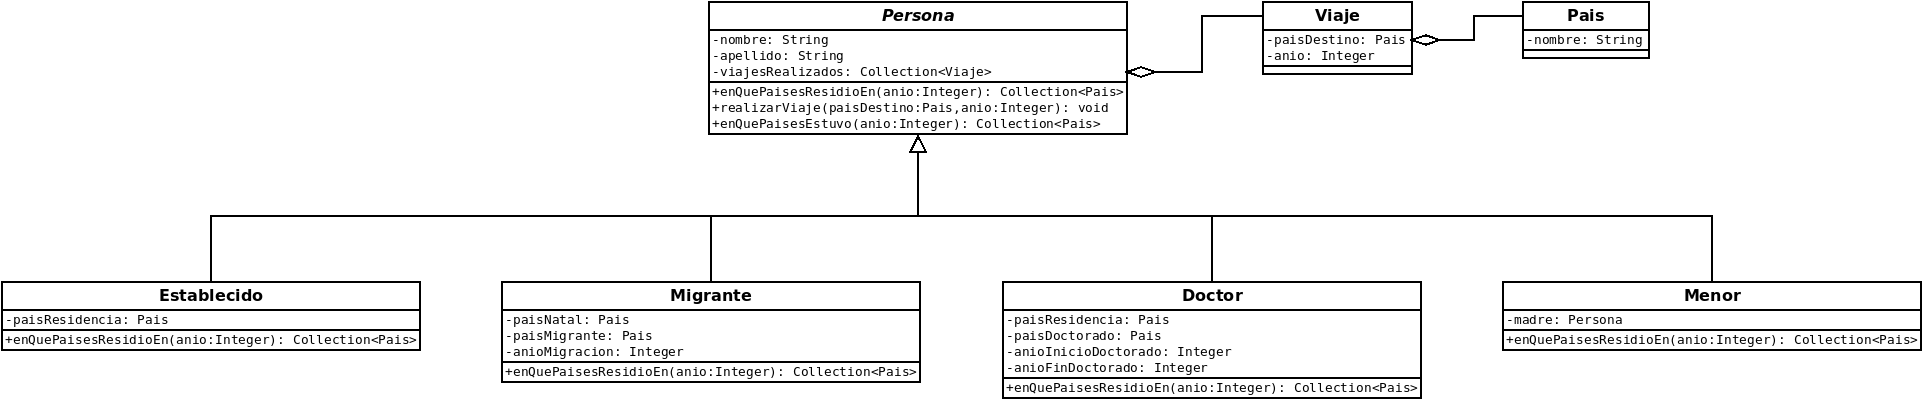 Persona
-nombre: String
-apellido: String
-viajesRealizados: Collection<Viaje>
+enQuePaisesResidioEn(anio:Integer): Collection<Pais>
+realizarViaje(paisDestino:Pais,anio:Integer): void
+enQuePaisesEstuvo(anio:Integer): Collection<Pais>
Viaje
-paisDestino: Pais
-anio: Integer
Pais
-nombre: String
Establecido
-paisResidencia: Pais
+enQuePaisesResidioEn(anio:Integer): Collection<Pais>
Migrante
-paisNatal: Pais
-paisMigrante: Pais
-anioMigracion: Integer
+enQuePaisesResidioEn(anio:Integer): Collection<Pais>
Doctor
-paisResidencia: Pais
-paisDoctorado: Pais
-anioInicioDoctorado: Integer
-anioFinDoctorado: Integer
+enQuePaisesResidioEn(anio:Integer): Collection<Pais>
Menor
-madre: Persona
+enQuePaisesResidioEn(anio:Integer): Collection<Pais>